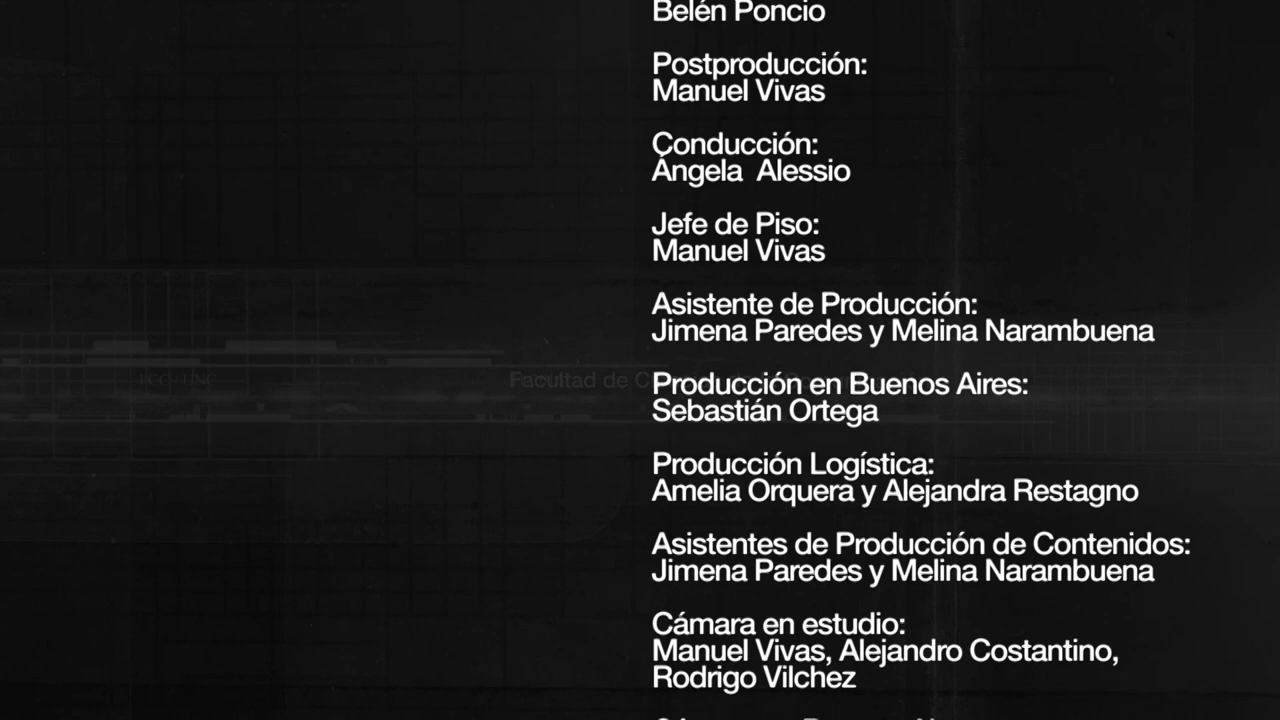 Belén Poncio
Postproducción:
Manuel Vivas
Conducción:
Ángela Alessio
Jefe de Piso:
Manuel Vivas
Asistente de Producción:
Jimena Paredes y Melina Narambuena
Facultad de
Producción en Buenos Aires:
Sebastián Ortega
Producción Logística:
Amelia Orquera y Alejandra Restagno
Asistentes de Producción de Contenidos:
Jimena Paredes y Melina Narambuena
Cámara en estudio:
Manuel Vivas, Alejandro Costantino,
Rodrigo Vilchez